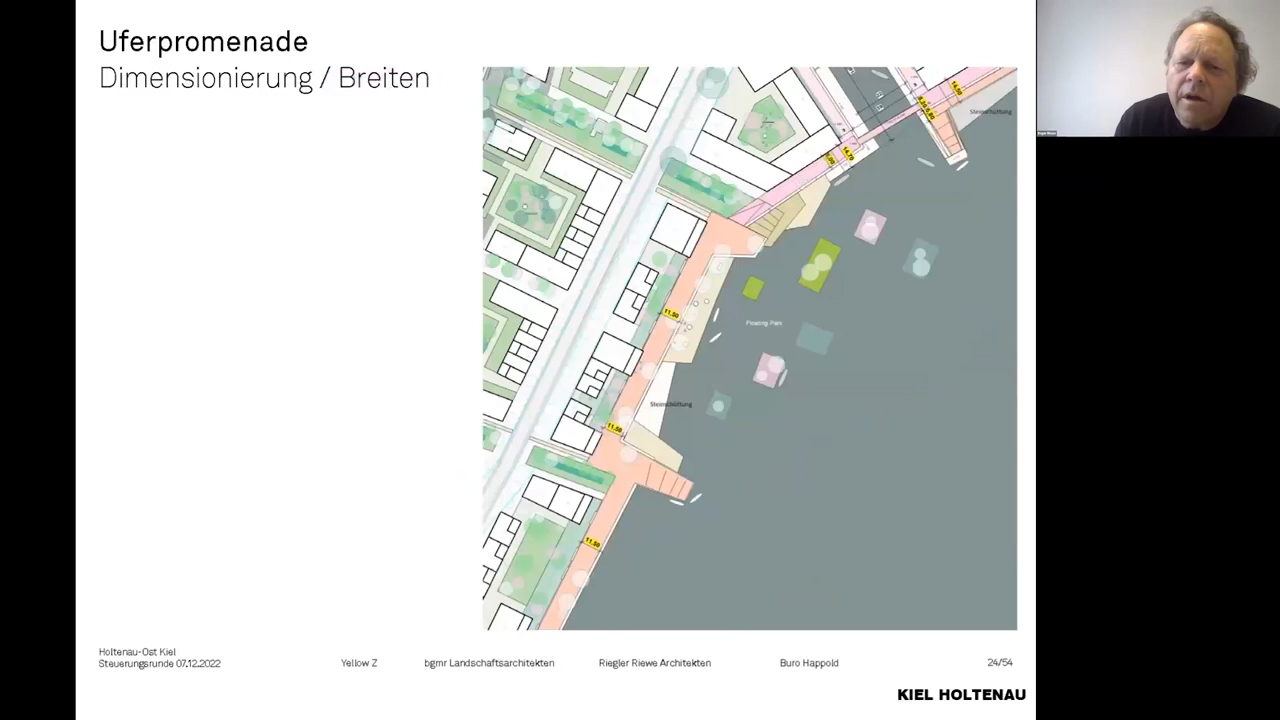 Uferpromenade
Dimensionierung / Breiten
Steinschüttung
Floating Park
11.50
Steinschüttung
11.50
11.50
Holtenau-Ost Kiel
Steuerungsrunde 07.12.2022
Yellow Z
bgmr Landschaftsarchitekten
Riegler Riewe Architekten
Buro Happold
24/54
KIEL HOLTENAU